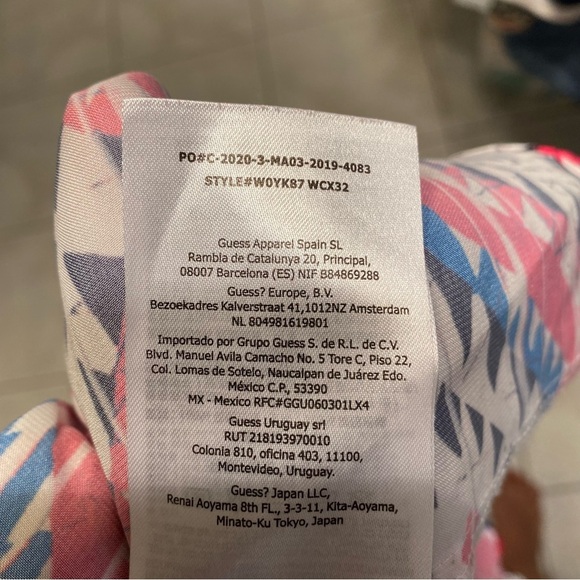 PO#C-2020-3-MA03-2019-4083
STYLE#W0YK87 WCX32
Guess Apparel Spain SL
Rambla de Catalunya 20, Principal,
08007 Barcelona (ES) NIF B84869288
Guess? Europe, B.V.
Bezoekadres Kalverstraat 41,1012NZ Amsterdam
NL 804981619801
Importado por Grupo Guess S. de R.L. de C.V.
Blvd. Manuel Avila Camacho No. 5 Tore C, Piso 22,
Col. Lomas de Sotelo, Naucalpan de Juárez Edo.
México C.P., 53390
MX - Mexico RFC#GGU060301LX4
Guess Uruguay srl
RUT 218193970010
Colonia 810, oficina 403, 11100,
Montevideo, Uruguay.
Guess? Japan LLC,
Renai Aoyama 8th FL., 3-3-11, Kita-Aoyama,
Minato-Ku Tokyo, Japan